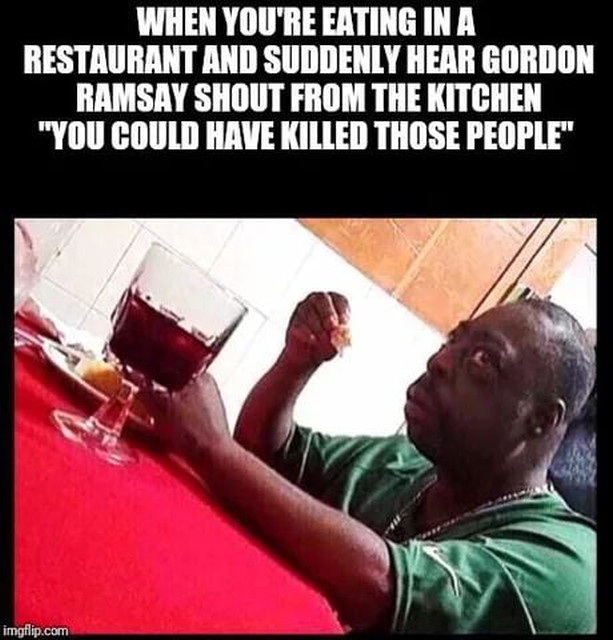 WHEN YOU'RE EATING IN A
RESTAURANT AND SUDDENLY HEAR GORDON
RAMSAY SHOUT FROM THE KITCHEN
"YOU COULD HAVE KILLED THOSE PEOPLE"
imgflip.com